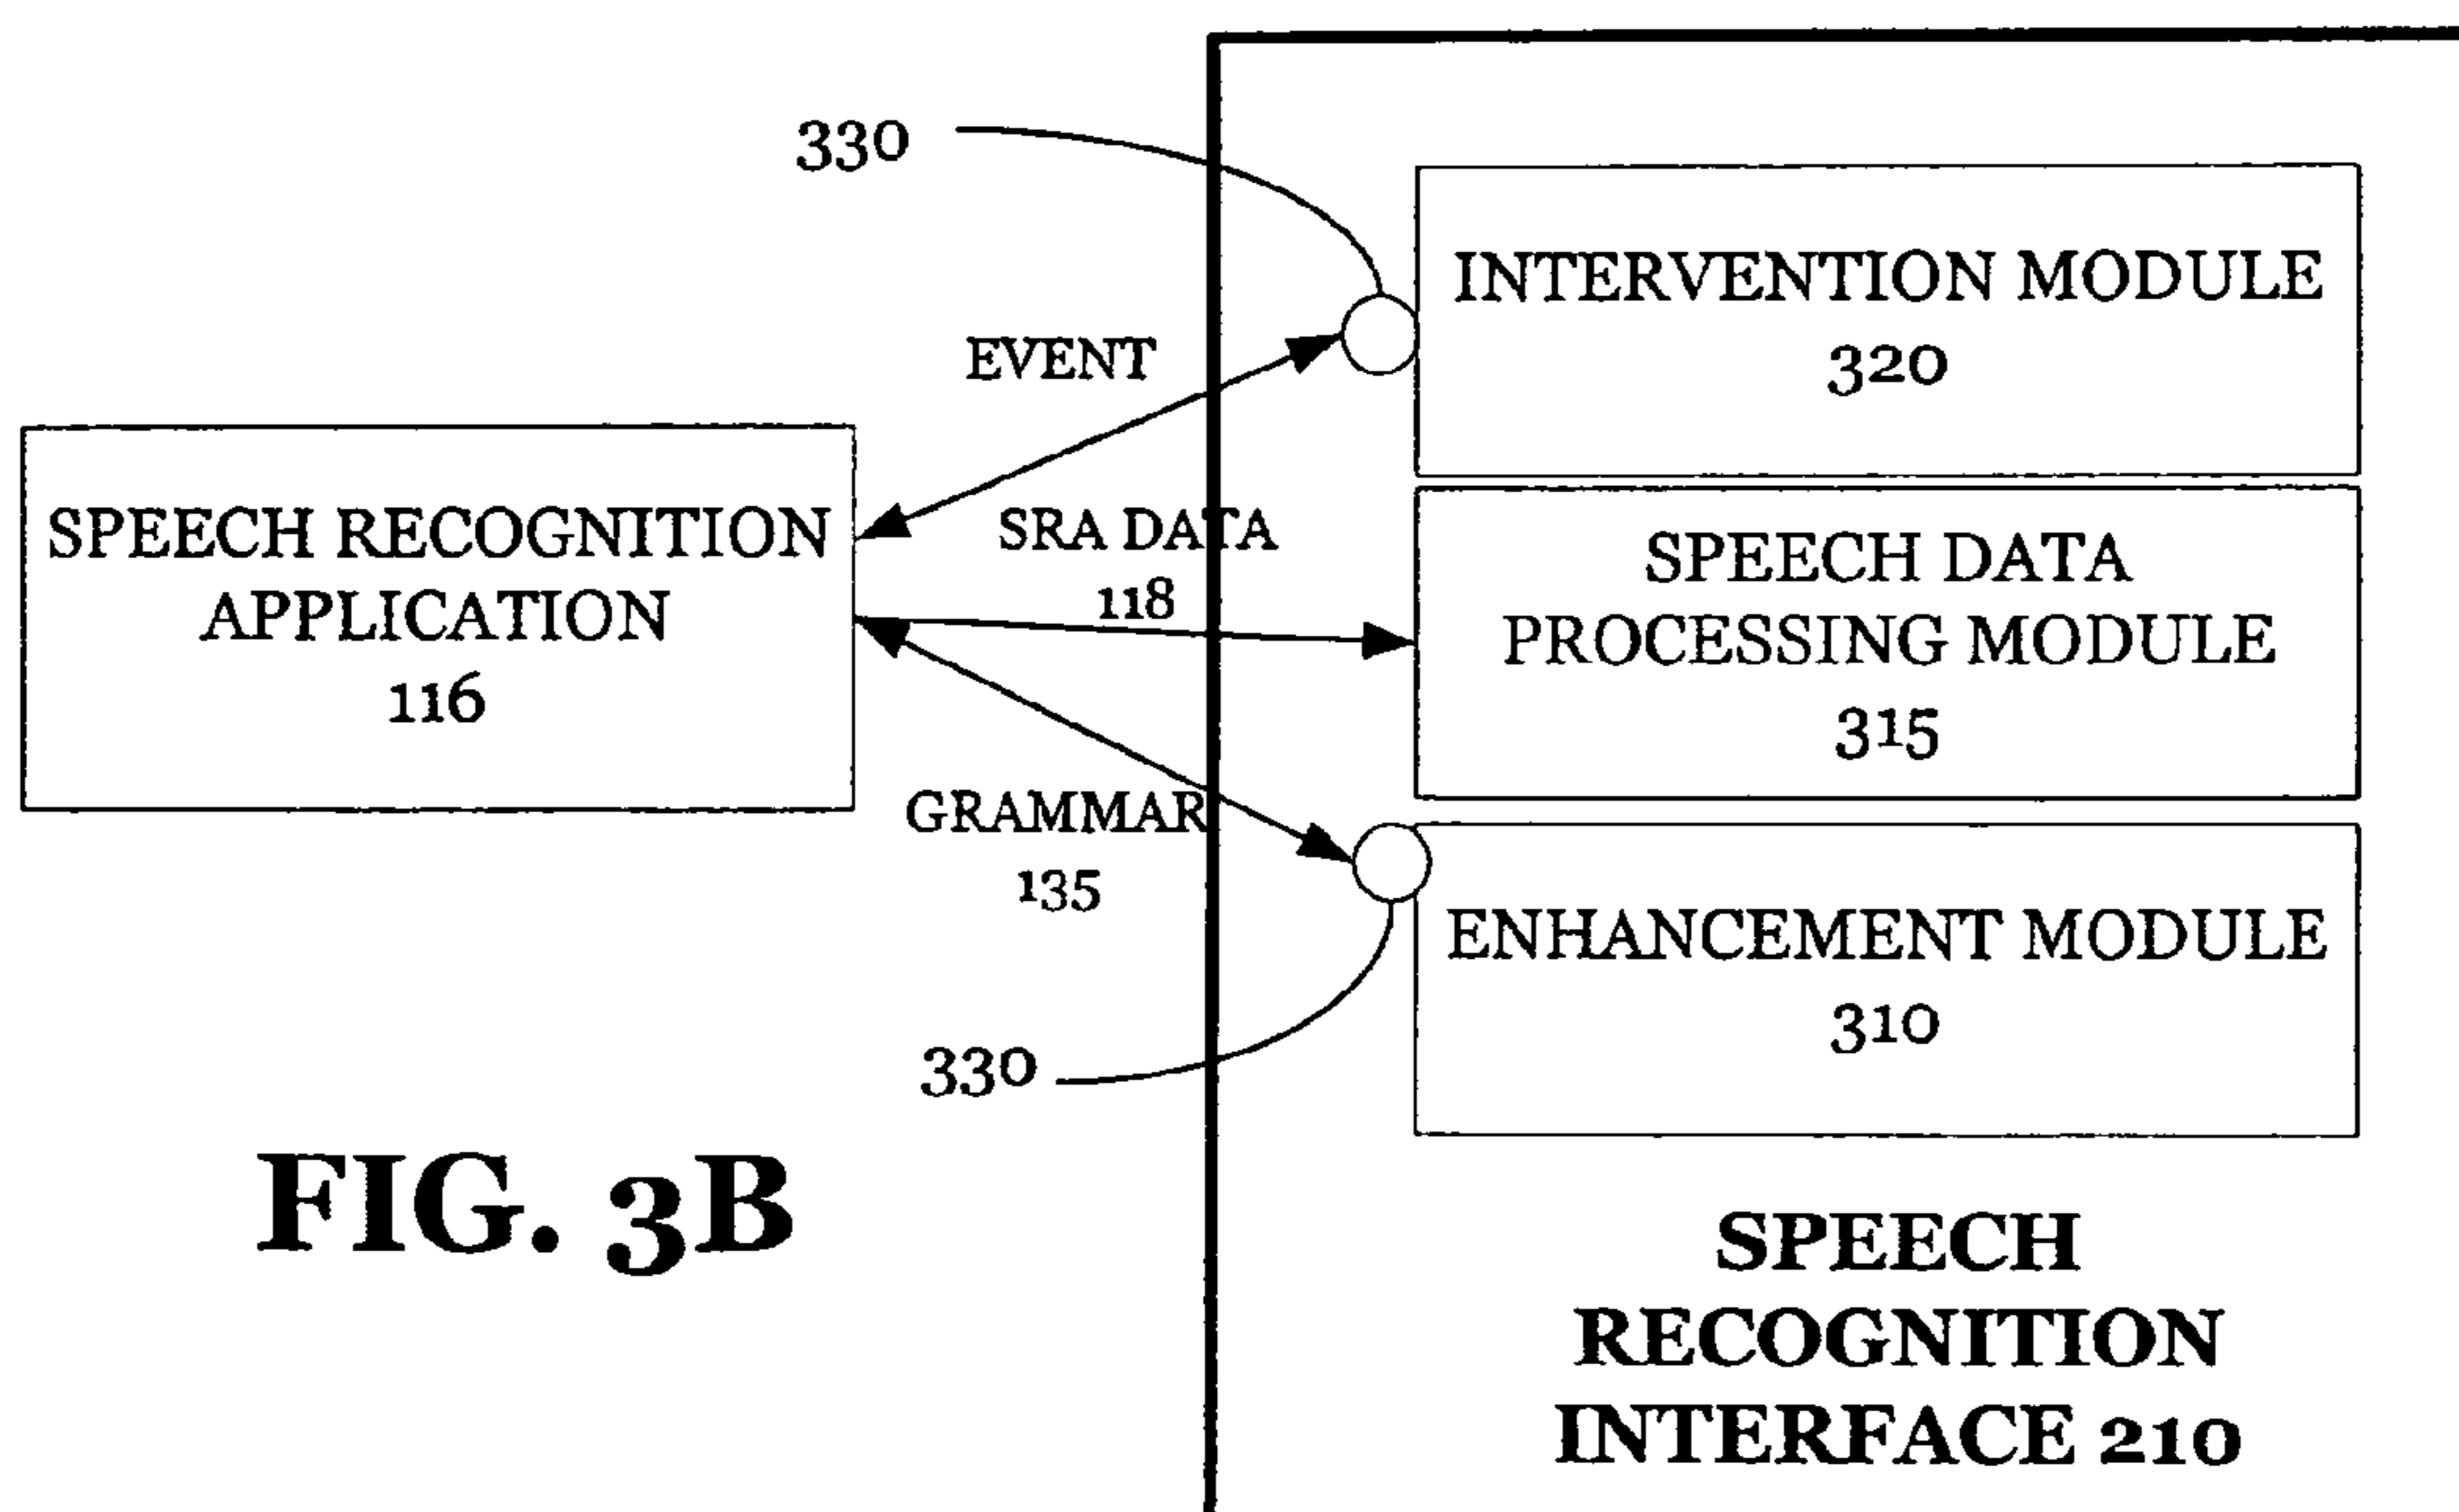 330
INTERVENTION MODULE
320
EVENT
SPEECH RECOGNITION
APPLICATION
116
SRA DATA
118
SPEECH DATA
PROCESSING MODULE
315
GRAMMAR
135
ENHANCEMENT MODULE
310
330
FIG. 3B
SPEECH
RECOGNITION
INTERFACE 210